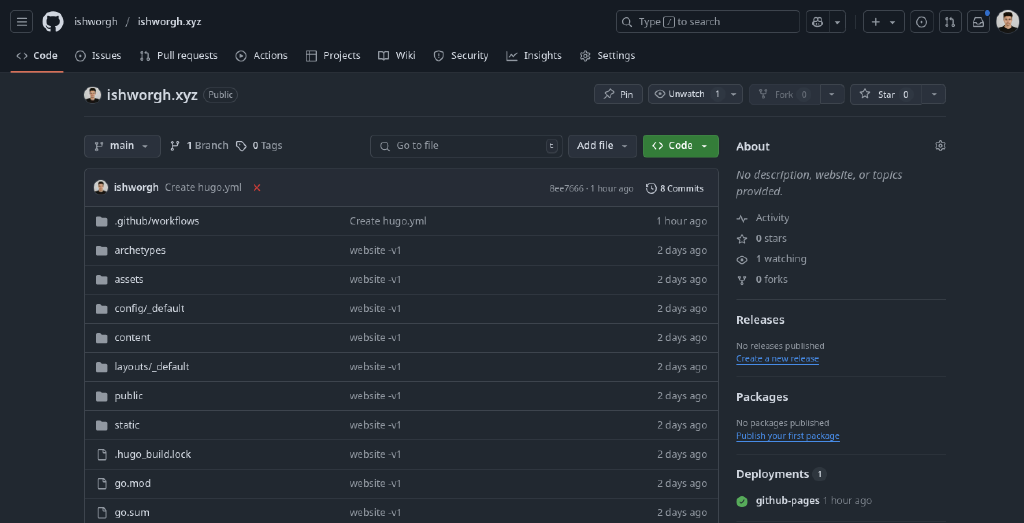 ishworgh / ishworgh.xyz
Type / to search
Code Issues Pull requests Actions Projects Wiki Security Insights Settings
ishworgh.xyz Public
Pin Unwatch 1 Fork 0 Star 0
main 1 Branch 0 Tags Go to file t Add file Code
ishworgh Create hugo.yml 8ee7666 · 1 hour ago 8 Commits
.github/workflows Create hugo.yml 1 hour ago
archetypes website -v1 2 days ago
assets website -v1 2 days ago
config/_default website -v1 2 days ago
content website -v1 2 days ago
layouts/_default website -v1 2 days ago
public website -v1 2 days ago
static website -v1 2 days ago
.hugo_build.lock website -v1 2 days ago
go.mod website -v1 2 days ago
go.sum website -v1 2 days ago
About
No description, website, or topics
provided.
Activity
0 stars
1 watching
0 forks
Releases
No releases published
Create a new release
Packages
No packages published
Publish your first package
Deployments 1
github-pages 1 hour ago